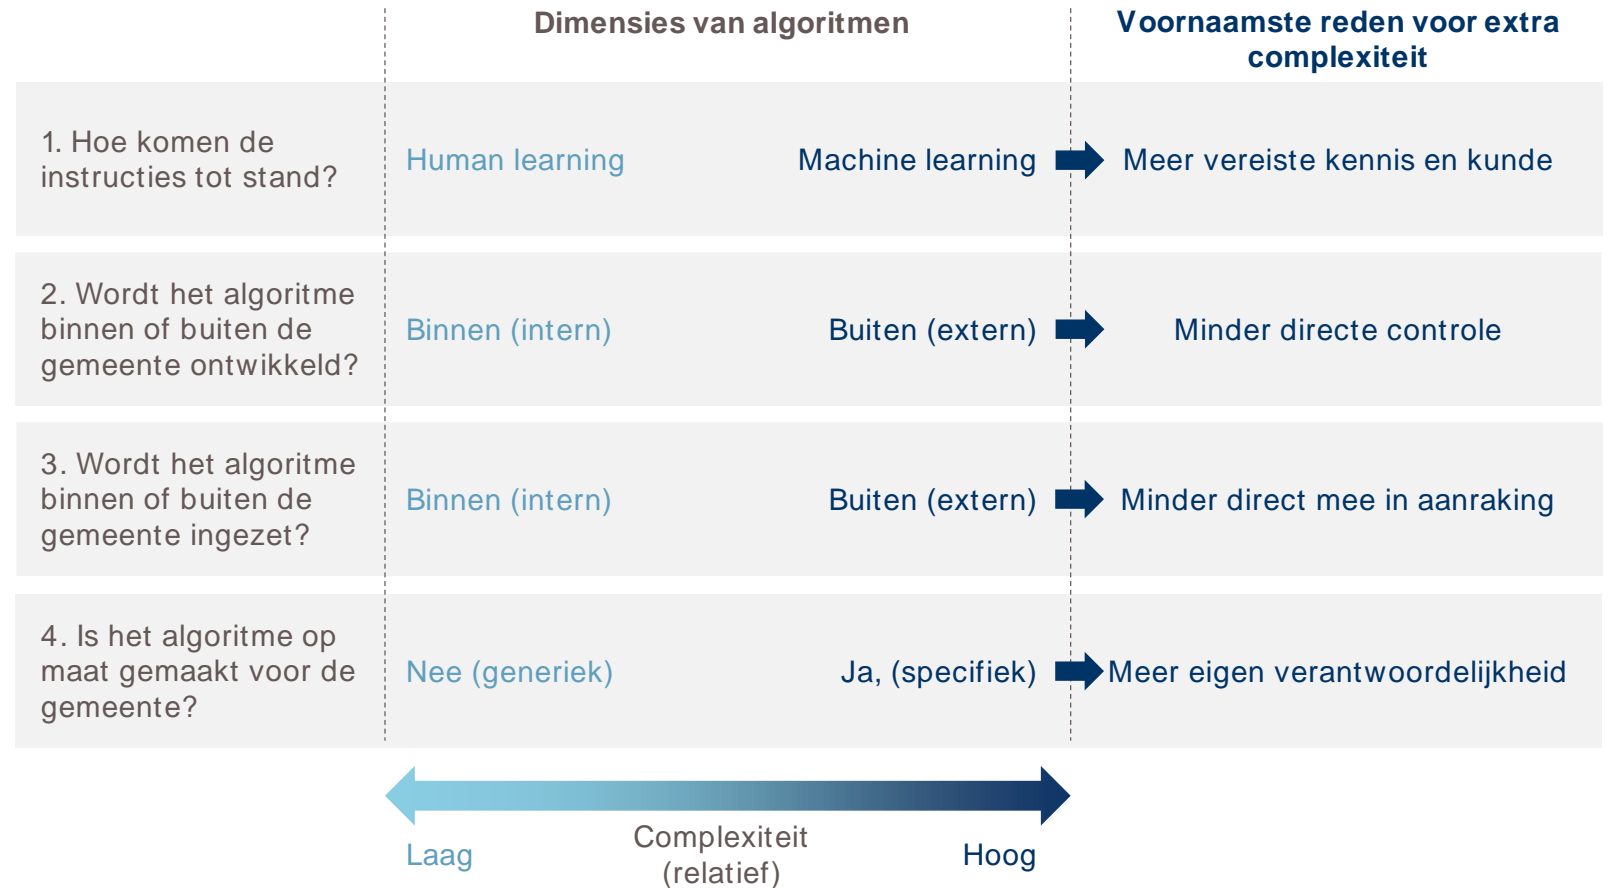 Dimensies van algoritmen
Voornaamste reden voor extra
complexiteit
1. Hoe komen de
instructies tot stand?
Human learning
Machine learning
Meer vereiste kennis en kunde
2. Wordt het algoritme
binnen of buiten de
gemeente ontwikkeld?
Binnen (intern)
Buiten (extern)
Minder directe controle
3. Wordt het algoritme
binnen of buiten de
gemeente ingezet?
Binnen (intern)
Buiten (extern)
Minder direct mee in aanraking
4. Is het algoritme op
maat gemaakt voor de
gemeente?
Nee (generiek)
Ja, (specifiek)
Meer eigen verantwoordelijkheid
Laag
Complexiteit
(relatief)
Hoog